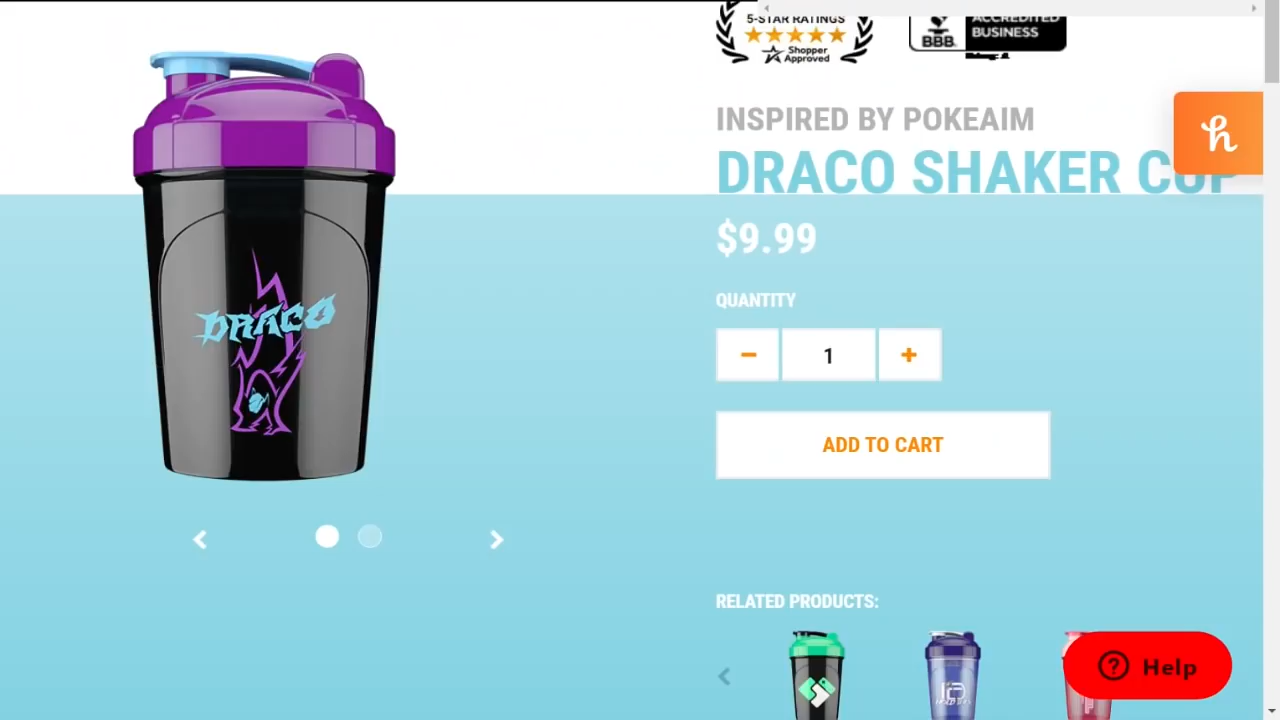 5-STAR RATINGS
Shopper
Approved
BBB
ACCREDITED
BUSINESS
INSPIRED BY POKEAIM
DRACO SHAKER CUP
$9.99
DRACO
QUANTITY
− 1 +
ADD TO CART
RELATED PRODUCTS:
Help